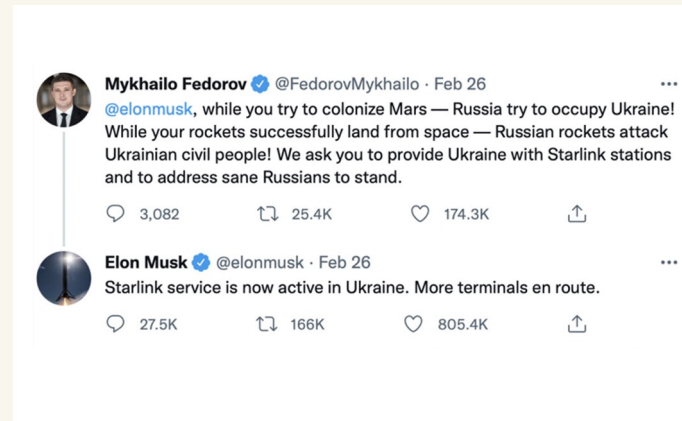 Mykhailo Fedorov @FedorovMykhailo · Feb 26
@elonmusk, while you try to colonize Mars — Russia try to occupy Ukraine!
While your rockets successfully land from space — Russian rockets attack
Ukrainian civil people! We ask you to provide Ukraine with Starlink stations
and to address sane Russians to stand.
3,082 25.4K 174.3K
Elon Musk @elonmusk · Feb 26
Starlink service is now active in Ukraine. More terminals en route.
27.5K 166K 805.4K